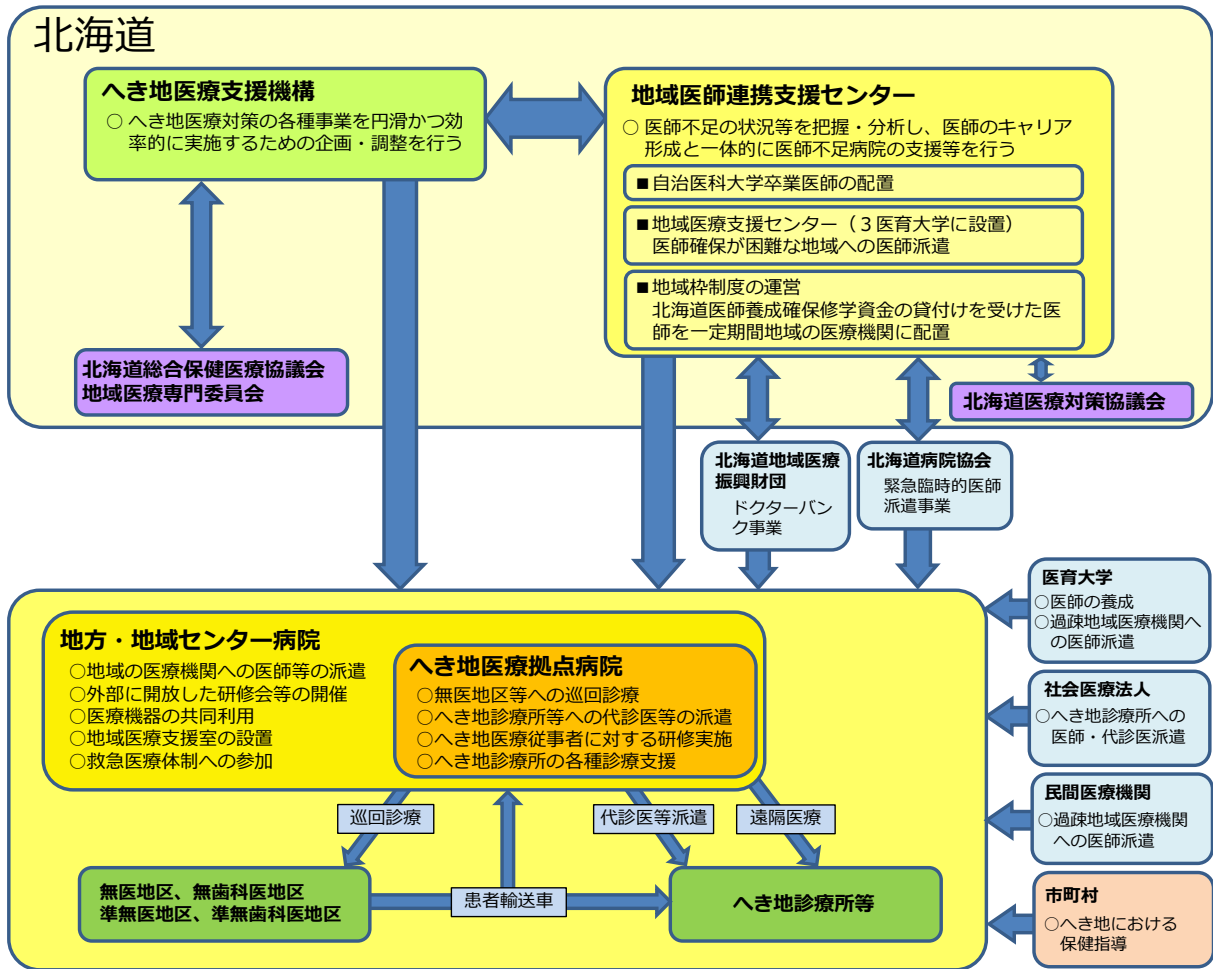 北海道
へき地医療支援機構
○ へき地医療対策の各種事業を円滑かつ効
率的に実施するための企画・調整を行う
地域医師連携支援センター
○ 医師不足の状況等を把握・分析し、医師のキャリア
形成と一体的に医師不足病院の支援等を行う
■自治医科大学卒業医師の配置
■地域医療支援センター（３医育大学に設置）
医師確保が困難な地域への医師派遣
■地域枠制度の運営
北海道医師養成確保修学資金の貸付けを受けた医
師を一定期間地域の医療機関に配置
北海道総合保健医療協議会
地域医療専門委員会
北海道医療対策協議会
北海道地域医療
振興財団
ドクターバン
ク事業
北海道病院協会
緊急臨時的医師
派遣事業
医育大学
○医師の養成
○過疎地域医療機関へ
の医師派遣
社会医療法人
○へき地診療所への
医師・代診医派遣
民間医療機関
○過疎地域医療機関
への医師派遣
市町村
○へき地における
保健指導
地方・地域センター病院
○地域の医療機関への医師等の派遣
○外部に開放した研修会等の開催
○医療機器の共同利用
○地域医療支援室の設置
○救急医療体制への参加
へき地医療拠点病院
○無医地区等への巡回診療
○へき地診療所等への代診医等の派遣
○へき地医療従事者に対する研修実施
○へき地診療所の各種診療支援
巡回診療
代診医等派遣
遠隔医療
無医地区、無歯科医地区
準無医地区、準無歯科医地区
患者輸送車
へき地診療所等